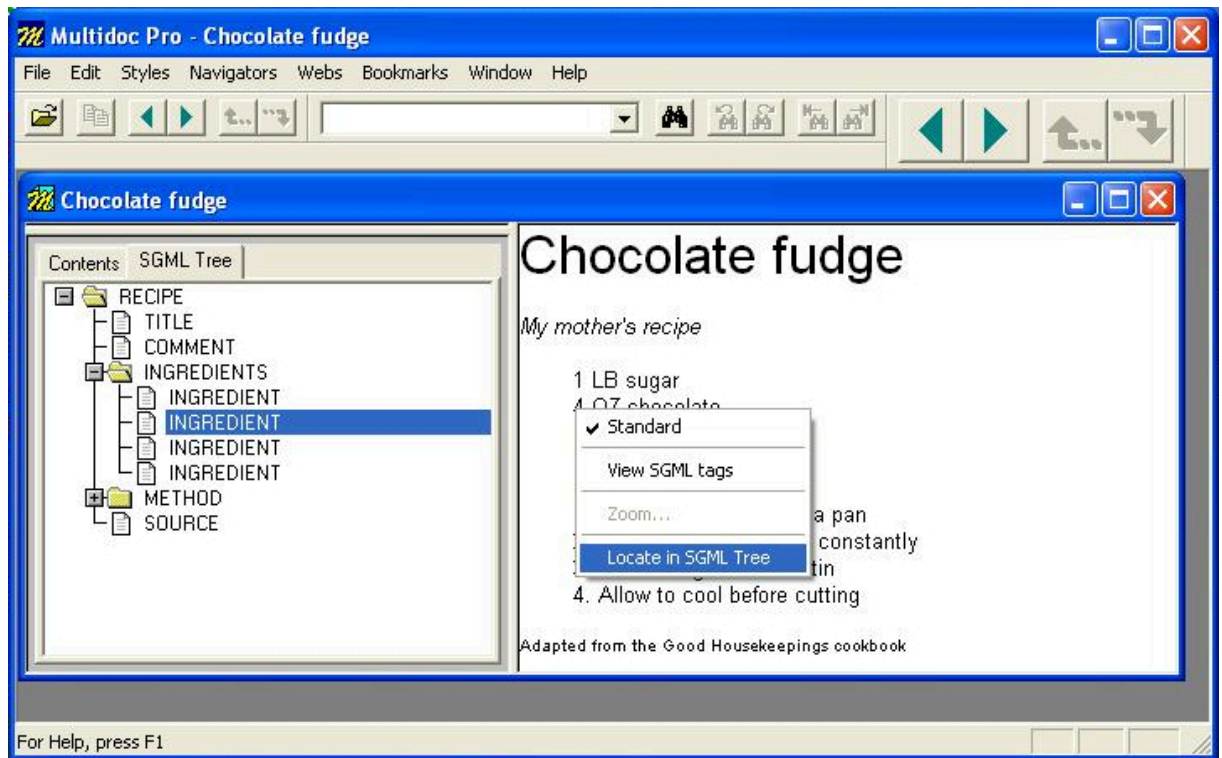 Multidoc Pro - Chocolate fudge
File Edit Styles Navigators Webs Bookmarks Window Help
Chocolate fudge
Contents SGML Tree
RECIPE
TITLE
COMMENT
INGREDIENTS
INGREDIENT
INGREDIENT
INGREDIENT
INGREDIENT
METHOD
SOURCE
Chocolate fudge
My mother's recipe
1 LB sugar
4 OZ chocolate
Standard
View SGML tags
Zoom...
Locate in SGML Tree
a pan
constantly
tin
4. Allow to cool before cutting
Adapted from the Good Housekeepings cookbook
For Help, press F1